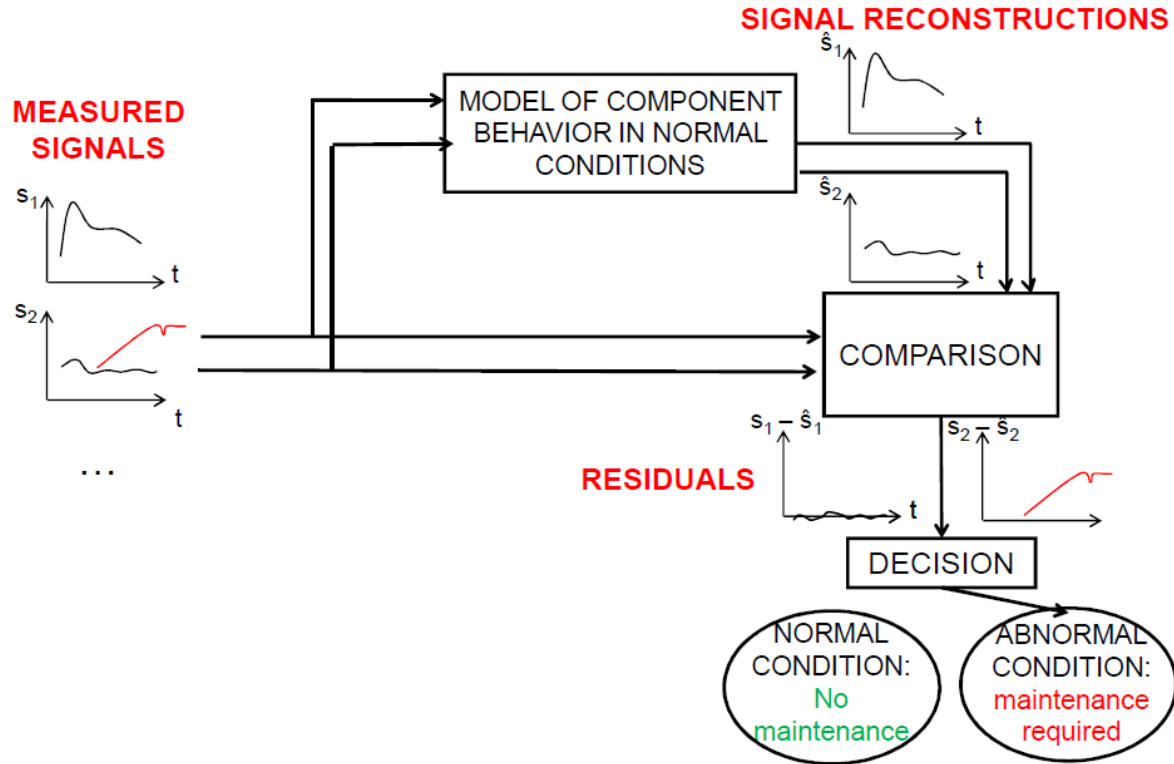 SIGNAL RECONSTRUCTIONS
ŝ1
t
MEASURED
SIGNALS
MODEL OF COMPONENT
BEHAVIOR IN NORMAL
CONDITIONS
s1
t
ŝ2
t
s2
t
COMPARISON
...
s1 – ŝ1
s2 – ŝ2
RESIDUALS
t
DECISION
NORMAL
CONDITION:
No
maintenance
ABNORMAL
CONDITION:
maintenance
required